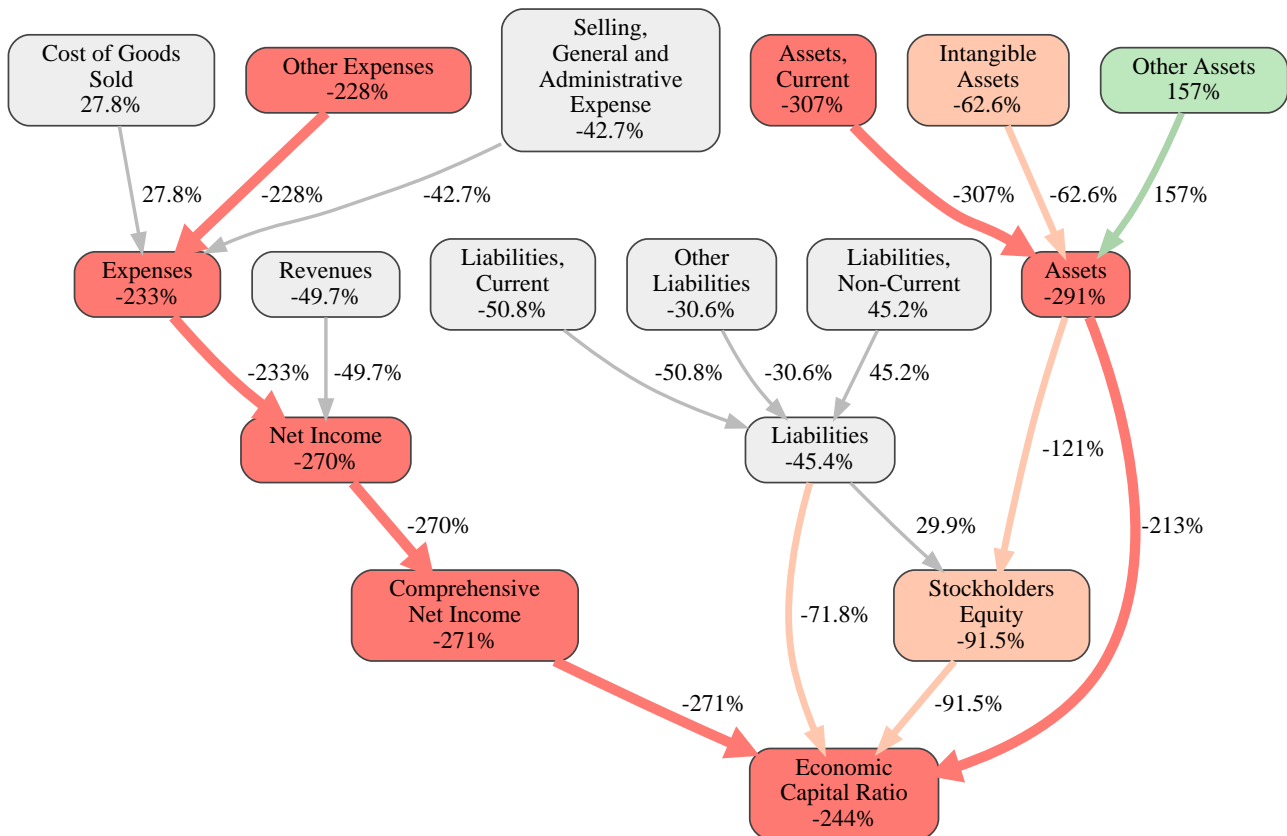 Cost of Goods
Sold
27.8%
Other Expenses
-228%
Selling,
General and
Administrative
Expense
-42.7%
Assets,
Current
-307%
Intangible
Assets
-62.6%
Other Assets
157%
27.8%
-228%
-42.7%
-307%
-62.6%
157%
Expenses
-233%
Revenues
-49.7%
Liabilities,
Current
-50.8%
Other
Liabilities
-30.6%
Liabilities,
Non-Current
45.2%
Assets
-291%
-233%
-49.7%
-50.8%
-30.6%
45.2%
Net Income
-270%
Liabilities
-45.4%
-121%
-270%
29.9%
-213%
Comprehensive
Net Income
-271%
-71.8%
Stockholders
Equity
-91.5%
-271%
-91.5%
Economic
Capital Ratio
-244%